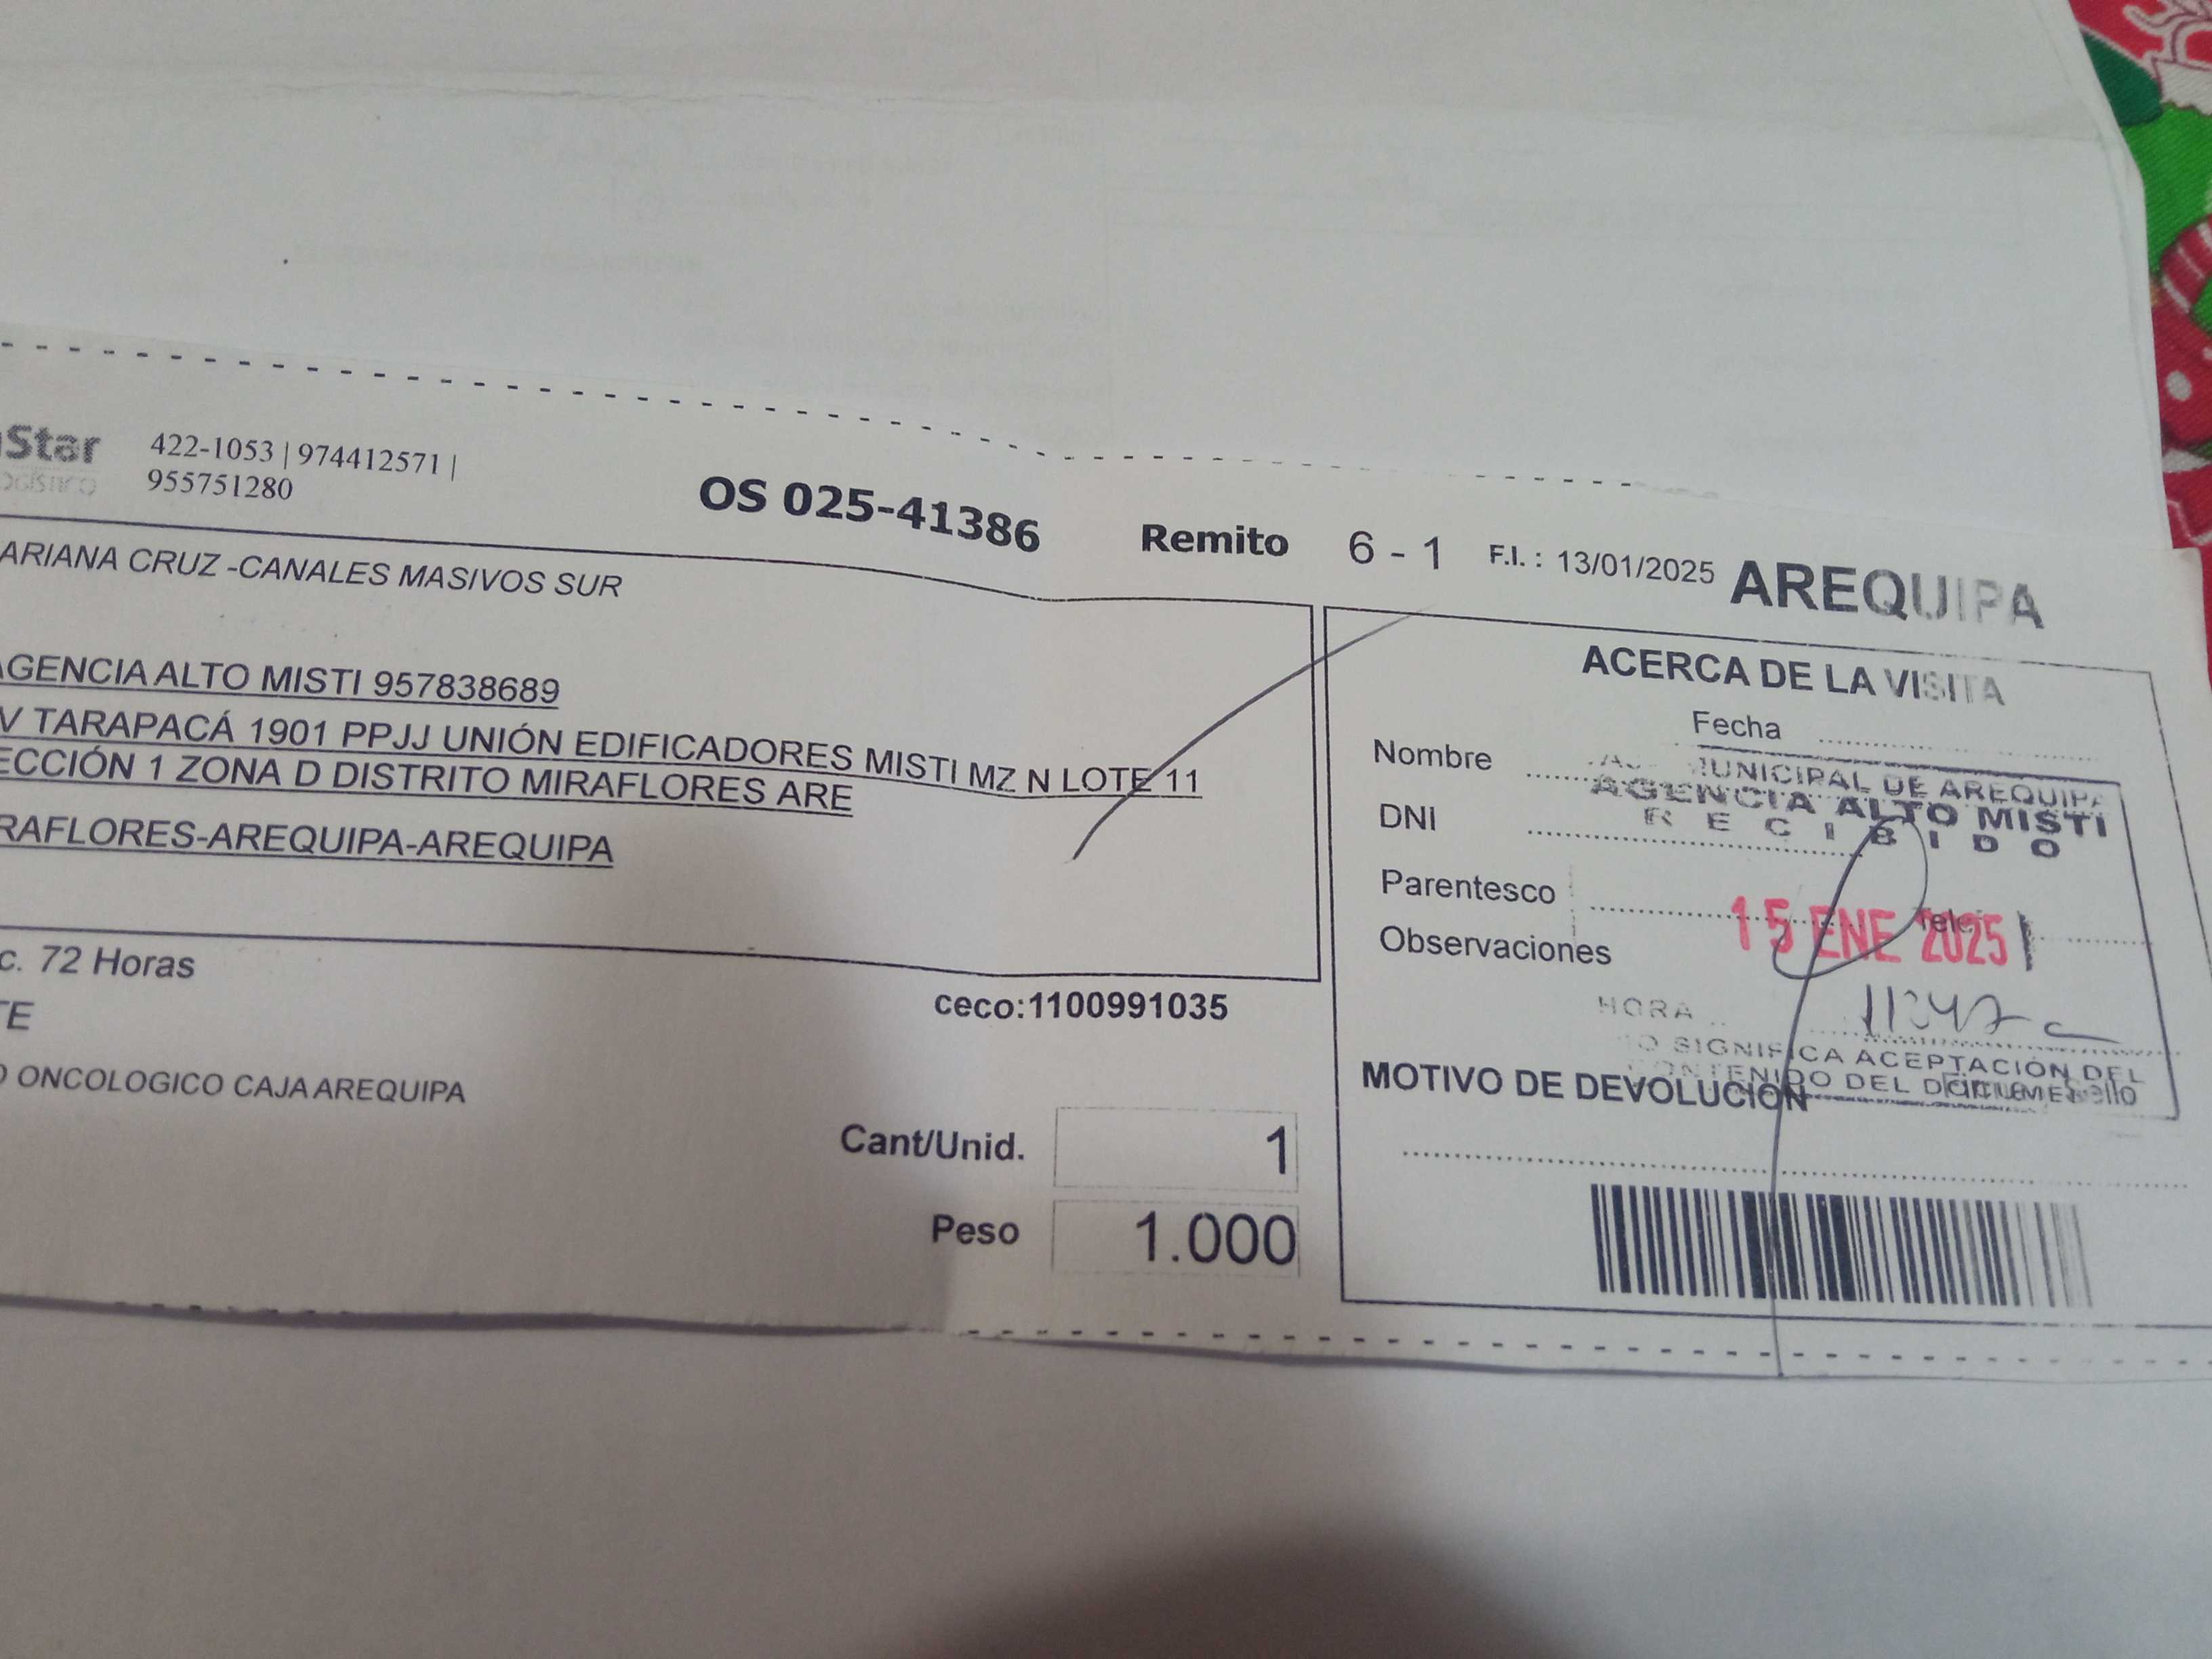 Star
422-1053 | 974412571 |
955751280
OS 025-41386
Remito 6 - 1
F.I. : 13/01/2025
AREQUIPA
ARIANA CRUZ -CANALES MASIVOS SUR
AGENCIA ALTO MISTI 957838689
V TARAPACÁ 1901 PPJJ UNIÓN EDIFICADORES MISTI MZ N LOTE 11
ECCIÓN 1 ZONA D DISTRITO MIRAFLORES ARE
RAFLORES-AREQUIPA-AREQUIPA
c. 72 Horas
TE
O ONCOLOGICO CAJA AREQUIPA
ceco:1100991035
Cant/Unid. 1
Peso 1.000
ACERCA DE LA VISITA
Fecha
Nombre
DNI
Parentesco
Observaciones
MUNICIPAL DE AREQUIPA
AGENCIA ALTO MISTI
RECIBIDO
15 ENE 2025
HORA
O SIGNIFICA ACEPTACIÓN DEL
CONTENIDO DEL
MOTIVO DE DEVOLUCIÓN